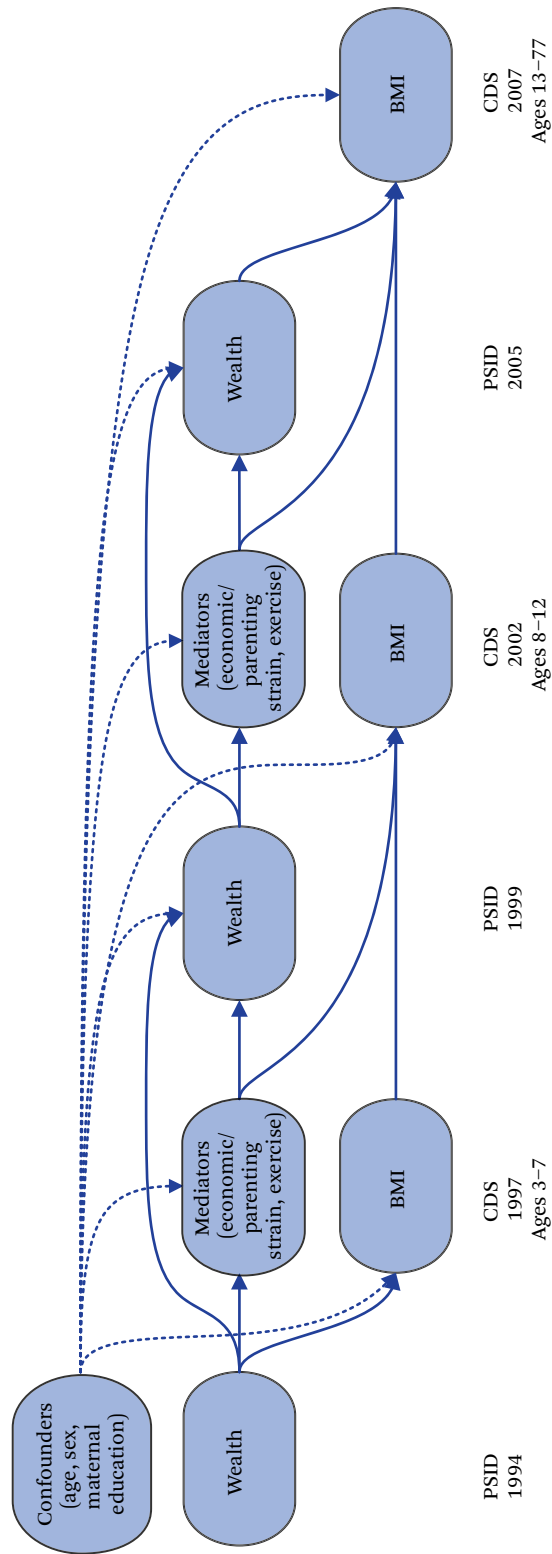 Confounders
(age, sex,
maternal
education)
Wealth
Mediators
(economic/
parenting
strain, exercise)
Wealth
Mediators
(economic/
parenting
strain, exercise)
Wealth
BMI
BMI
BMI
PSID
1994
CDS
1997
Ages 3–7
PSID
1999
CDS
2002
Ages 8–12
PSID
2005
CDS
2007
Ages 13–77